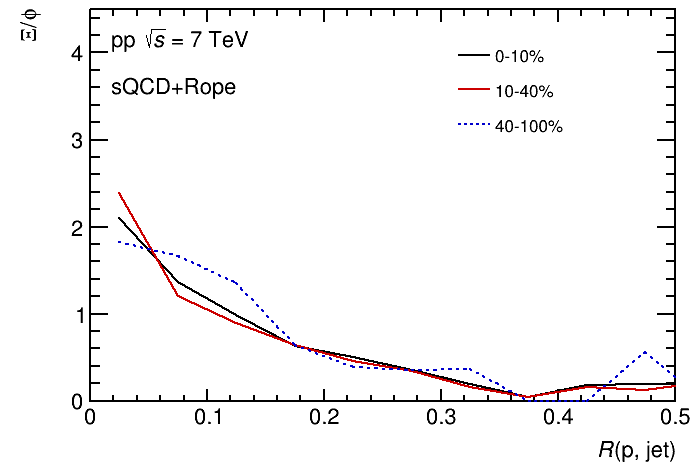 Ξ/ϕ
pp √s = 7 TeV
sQCD+Rope
0-10%
10-40%
40-100%
4
3
2
1
0
0 0.1 0.2 0.3 0.4 0.5
R(p, jet)